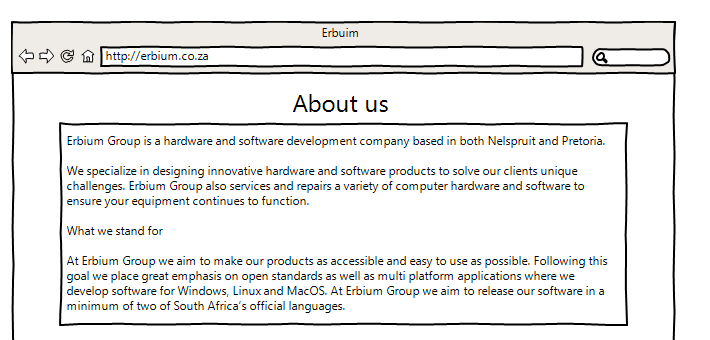 Erbuim
http://erbium.co.za
About us
Erbium Group is a hardware and software development company based in both Nelspruit and Pretoria.
We specialize in designing innovative hardware and software products to solve our clients unique
challenges. Erbium Group also services and repairs a variety of computer hardware and software to
ensure your equipment continues to function.
What we stand for
At Erbium Group we aim to make our products as accessible and easy to use as possible. Following this
goal we place great emphasis on open standards as well as multi platform applications where we
develop software for Windows, Linux and MacOS. At Erbium Group we aim to release our software in a
minimum of two of South Africa's official languages.